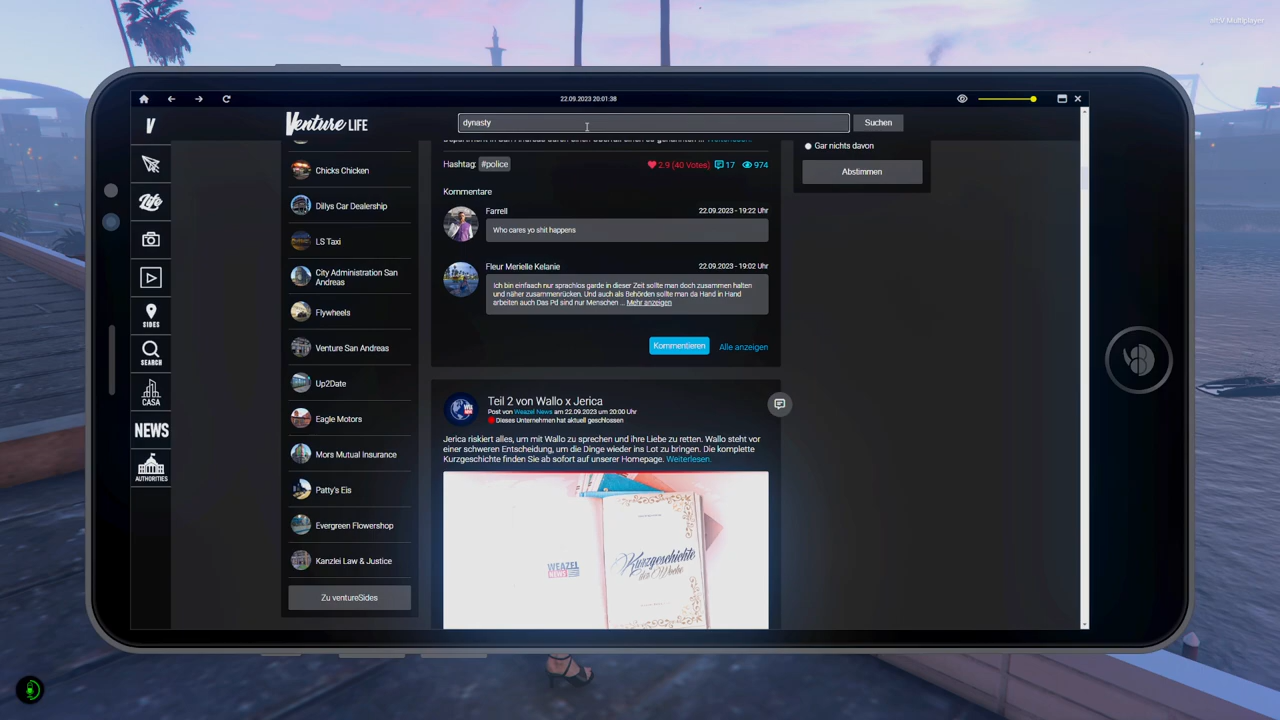 alt:V Multiplayer
22.09.2023 20:01:38
V
Venture LIFE
dynasty
Suchen
Life
SIDES
SEARCH
CASA
NEWS
AUTHORITIES
Chicks Chicken
Dillys Car Dealership
LS Taxi
City Administration San
Andreas
Flywheels
Venture San Andreas
Up2Date
Eagle Motors
Mors Mutual Insurance
Patty's Eis
Evergreen Flowershop
Kanzlei Law & Justice
Zu ventureSides
Hashtag: #police
2.9 (40 Votes) 17 974
Kommentare
Farrell 22.09.2023 - 19:22 Uhr
Who cares yo shit happens
Fleur Merielle Kelanie 22.09.2023 - 19:02 Uhr
Ich bin einfaach nur sprachlos garde in dieser Zeit sollte man doch zusammen halten
und näher zusammenrücken. Und auch als Behörden sollte man da Hand in Hand
arbeiten auch Das Pd sind nur Menschen ... Mehr anzeigen
Kommentieren Alle anzeigen
Teil 2 von Wallo x Jerica
Post von Weazel News am 22.09.2023 um 20:00 Uhr
Dieses Unternehmen hat aktuell geschlossen
Jerica riskiert alles, um mit Wallo zu sprechen und ihre Liebe zu retten. Wallo steht vor
einer schweren Entscheidung, um die Dinge wieder ins Lot zu bringen. Die komplette
Kurzgeschichte finden Sie ab sofort auf unserer Homepage. Weiterlesen.
WEAZEL
NEWS
Kurzgeschichte
der Woche
Gar nichts davon
Abstimmen